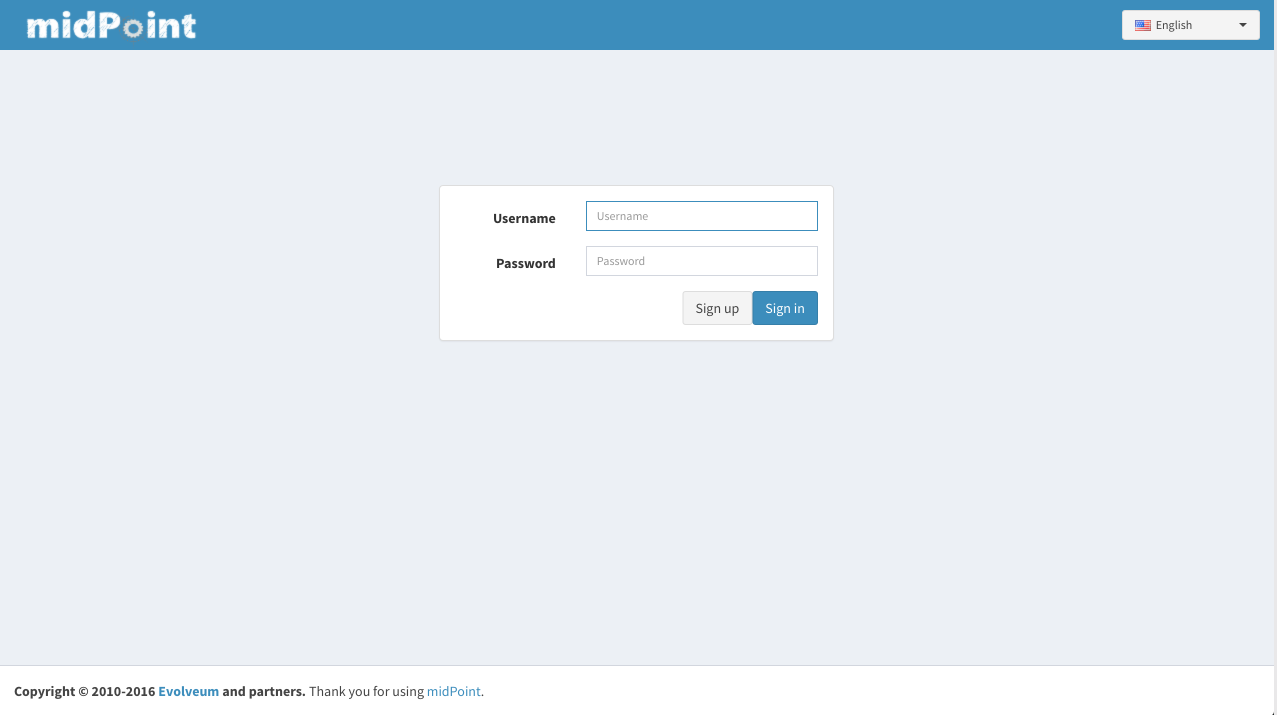 midPoint
English
Username
Username
Password
Password
Sign up
Sign in
Copyright © 2010-2016 Evolveum and partners. Thank you for using midPoint.